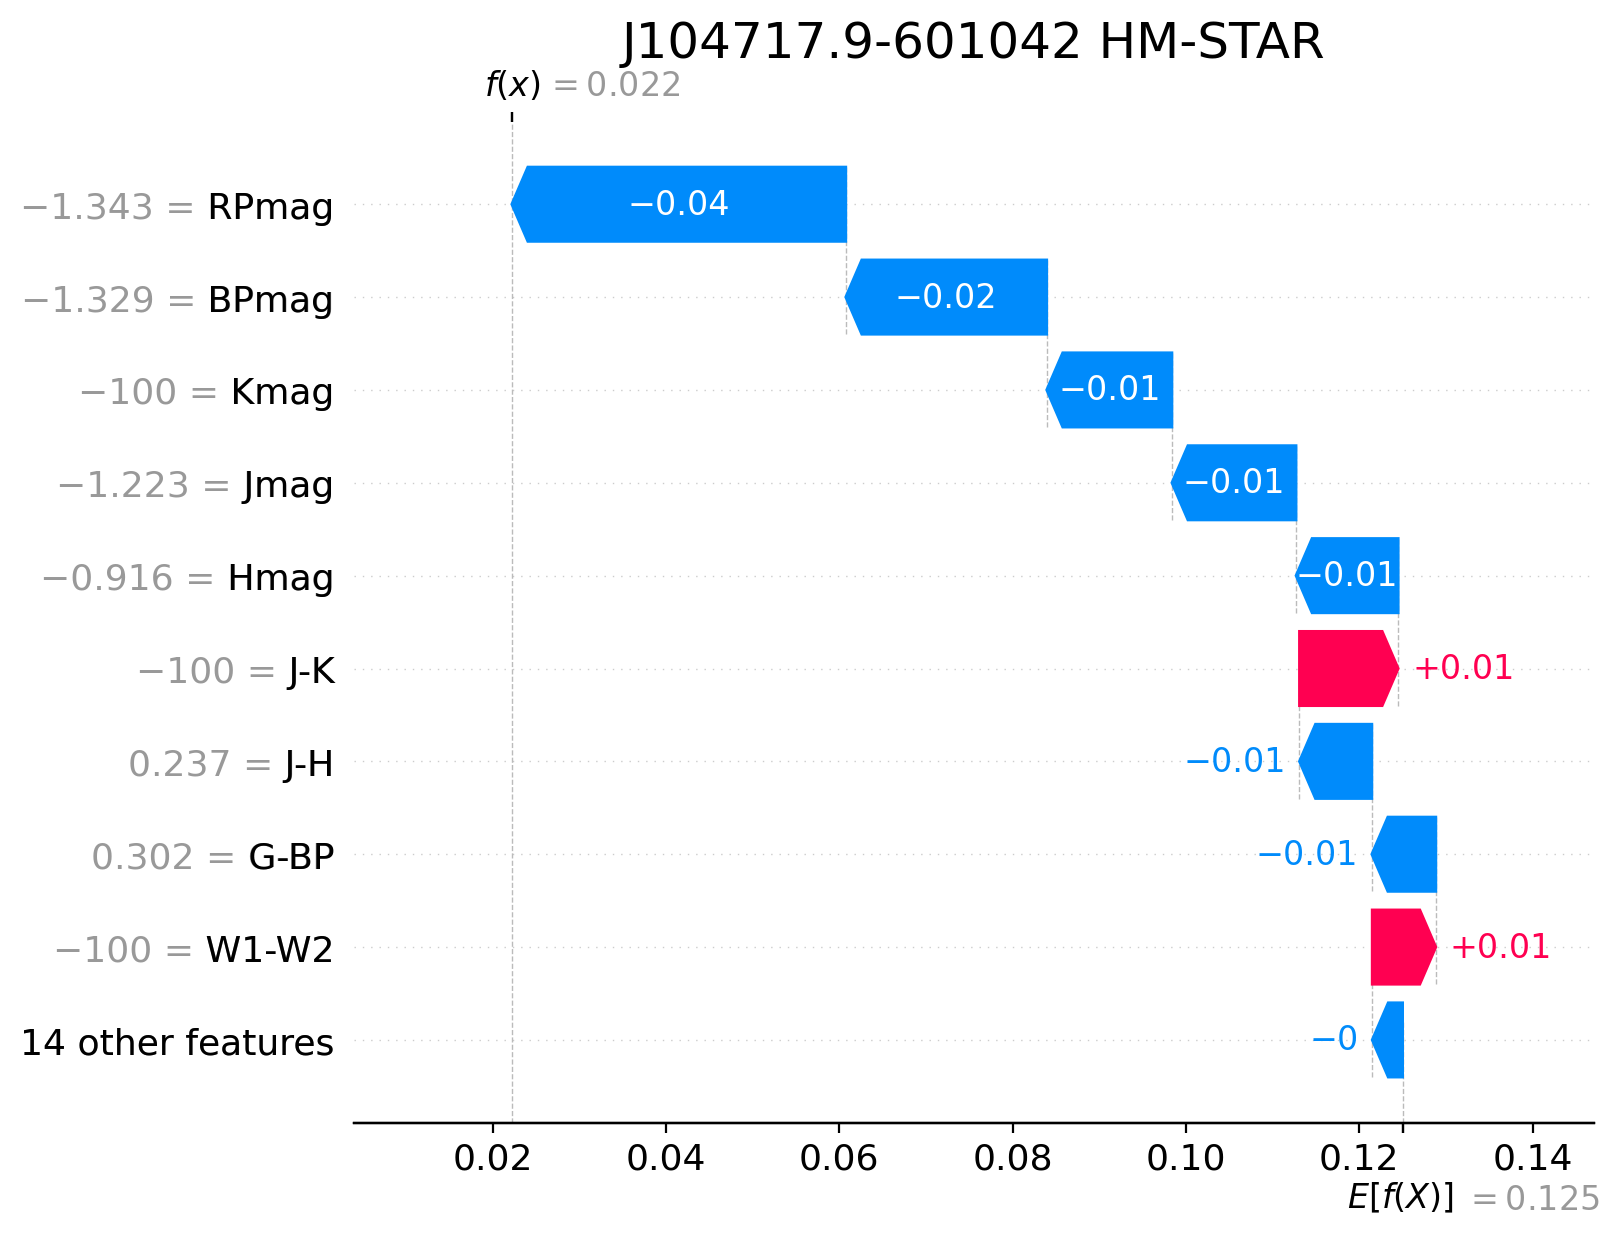 J104717.9-601042 HM-STAR
f(x) = 0.022
−1.343 = RPmag −0.04
−1.329 = BPmag −0.02
−100 = Kmag −0.01
−1.223 = Jmag −0.01
−0.916 = Hmag −0.01
−100 = J-K +0.01
0.237 = J-H −0.01
0.302 = G-BP −0.01
−100 = W1-W2 +0.01
14 other features −0
0.02 0.04 0.06 0.08 0.10 0.12 0.14
E[f(X)] = 0.125